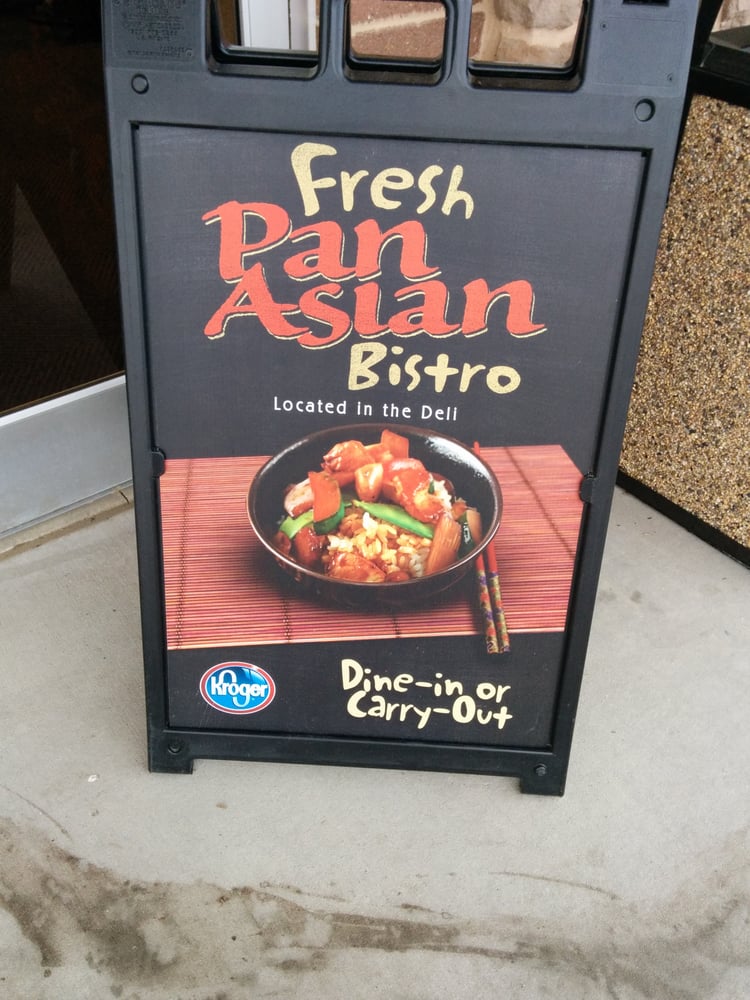 Fresh
Pan
Asian
Bistro
Located in the Deli
Kroger
Dine-in or
Carry-Out